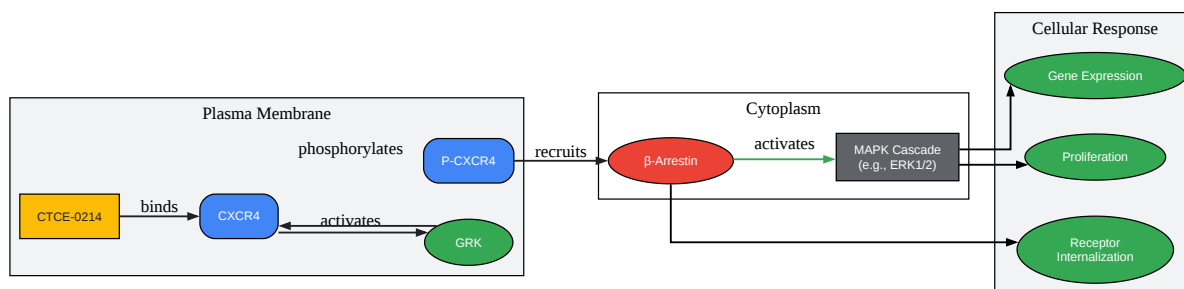 Cellular Response
Gene Expression
Plasma Membrane
Cytoplasm
phosphorylates
P-CXCR4
recruits
β-Arrestin
activates
MAPK Cascade
(e.g., ERK1/2)
Proliferation
CTCE-0214
binds
CXCR4
activates
GRK
Receptor
Internalization